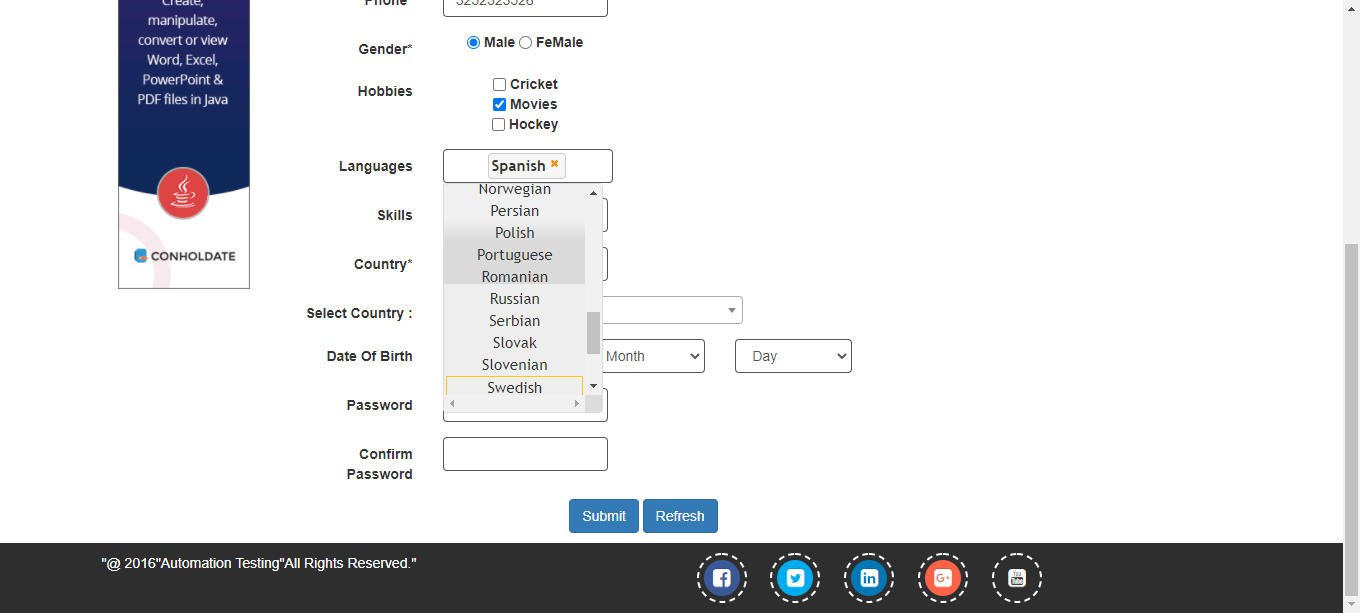 Create,
manipulate,
convert or view
Word, Excel,
PowerPoint &
PDF files in Java
CONHOLDATE
Phone
Gender*
Male FeMale
Hobbies
Cricket
Movies
Hockey
Languages
Spanish
Norwegian
Persian
Polish
Portuguese
Romanian
Russian
Serbian
Slovak
Slovenian
Swedish
Skills
Country*
Select Country :
Date Of Birth
Month
Day
Password
Confirm
Password
Submit
Refresh
"@ 2016"Automation Testing"All Rights Reserved."
G+
You
Tube